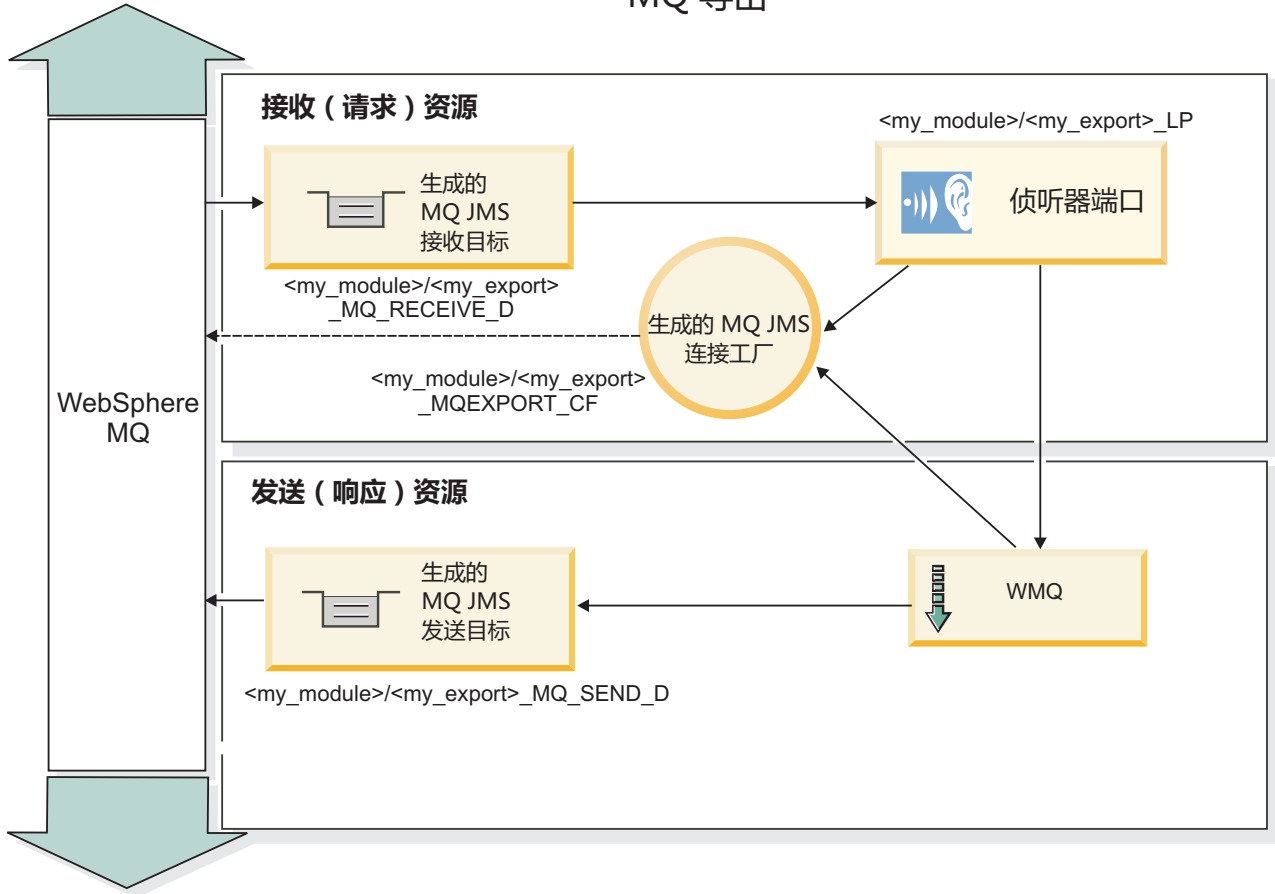 MQ 导出
接收（请求）资源
<my_module>/<my_export>_LP
生成的
MQ JMS
接收目标
侦听器端口
<my_module>/<my_export>
_MQ_RECEIVE_D
生成的 MQ JMS
连接工厂
<my_module>/<my_export>
_MQEXPORT_CF
WebSphere
MQ
发送（响应）资源
生成的
MQ JMS
发送目标
WMQ
<my_module>/<my_export>_MQ_SEND_D